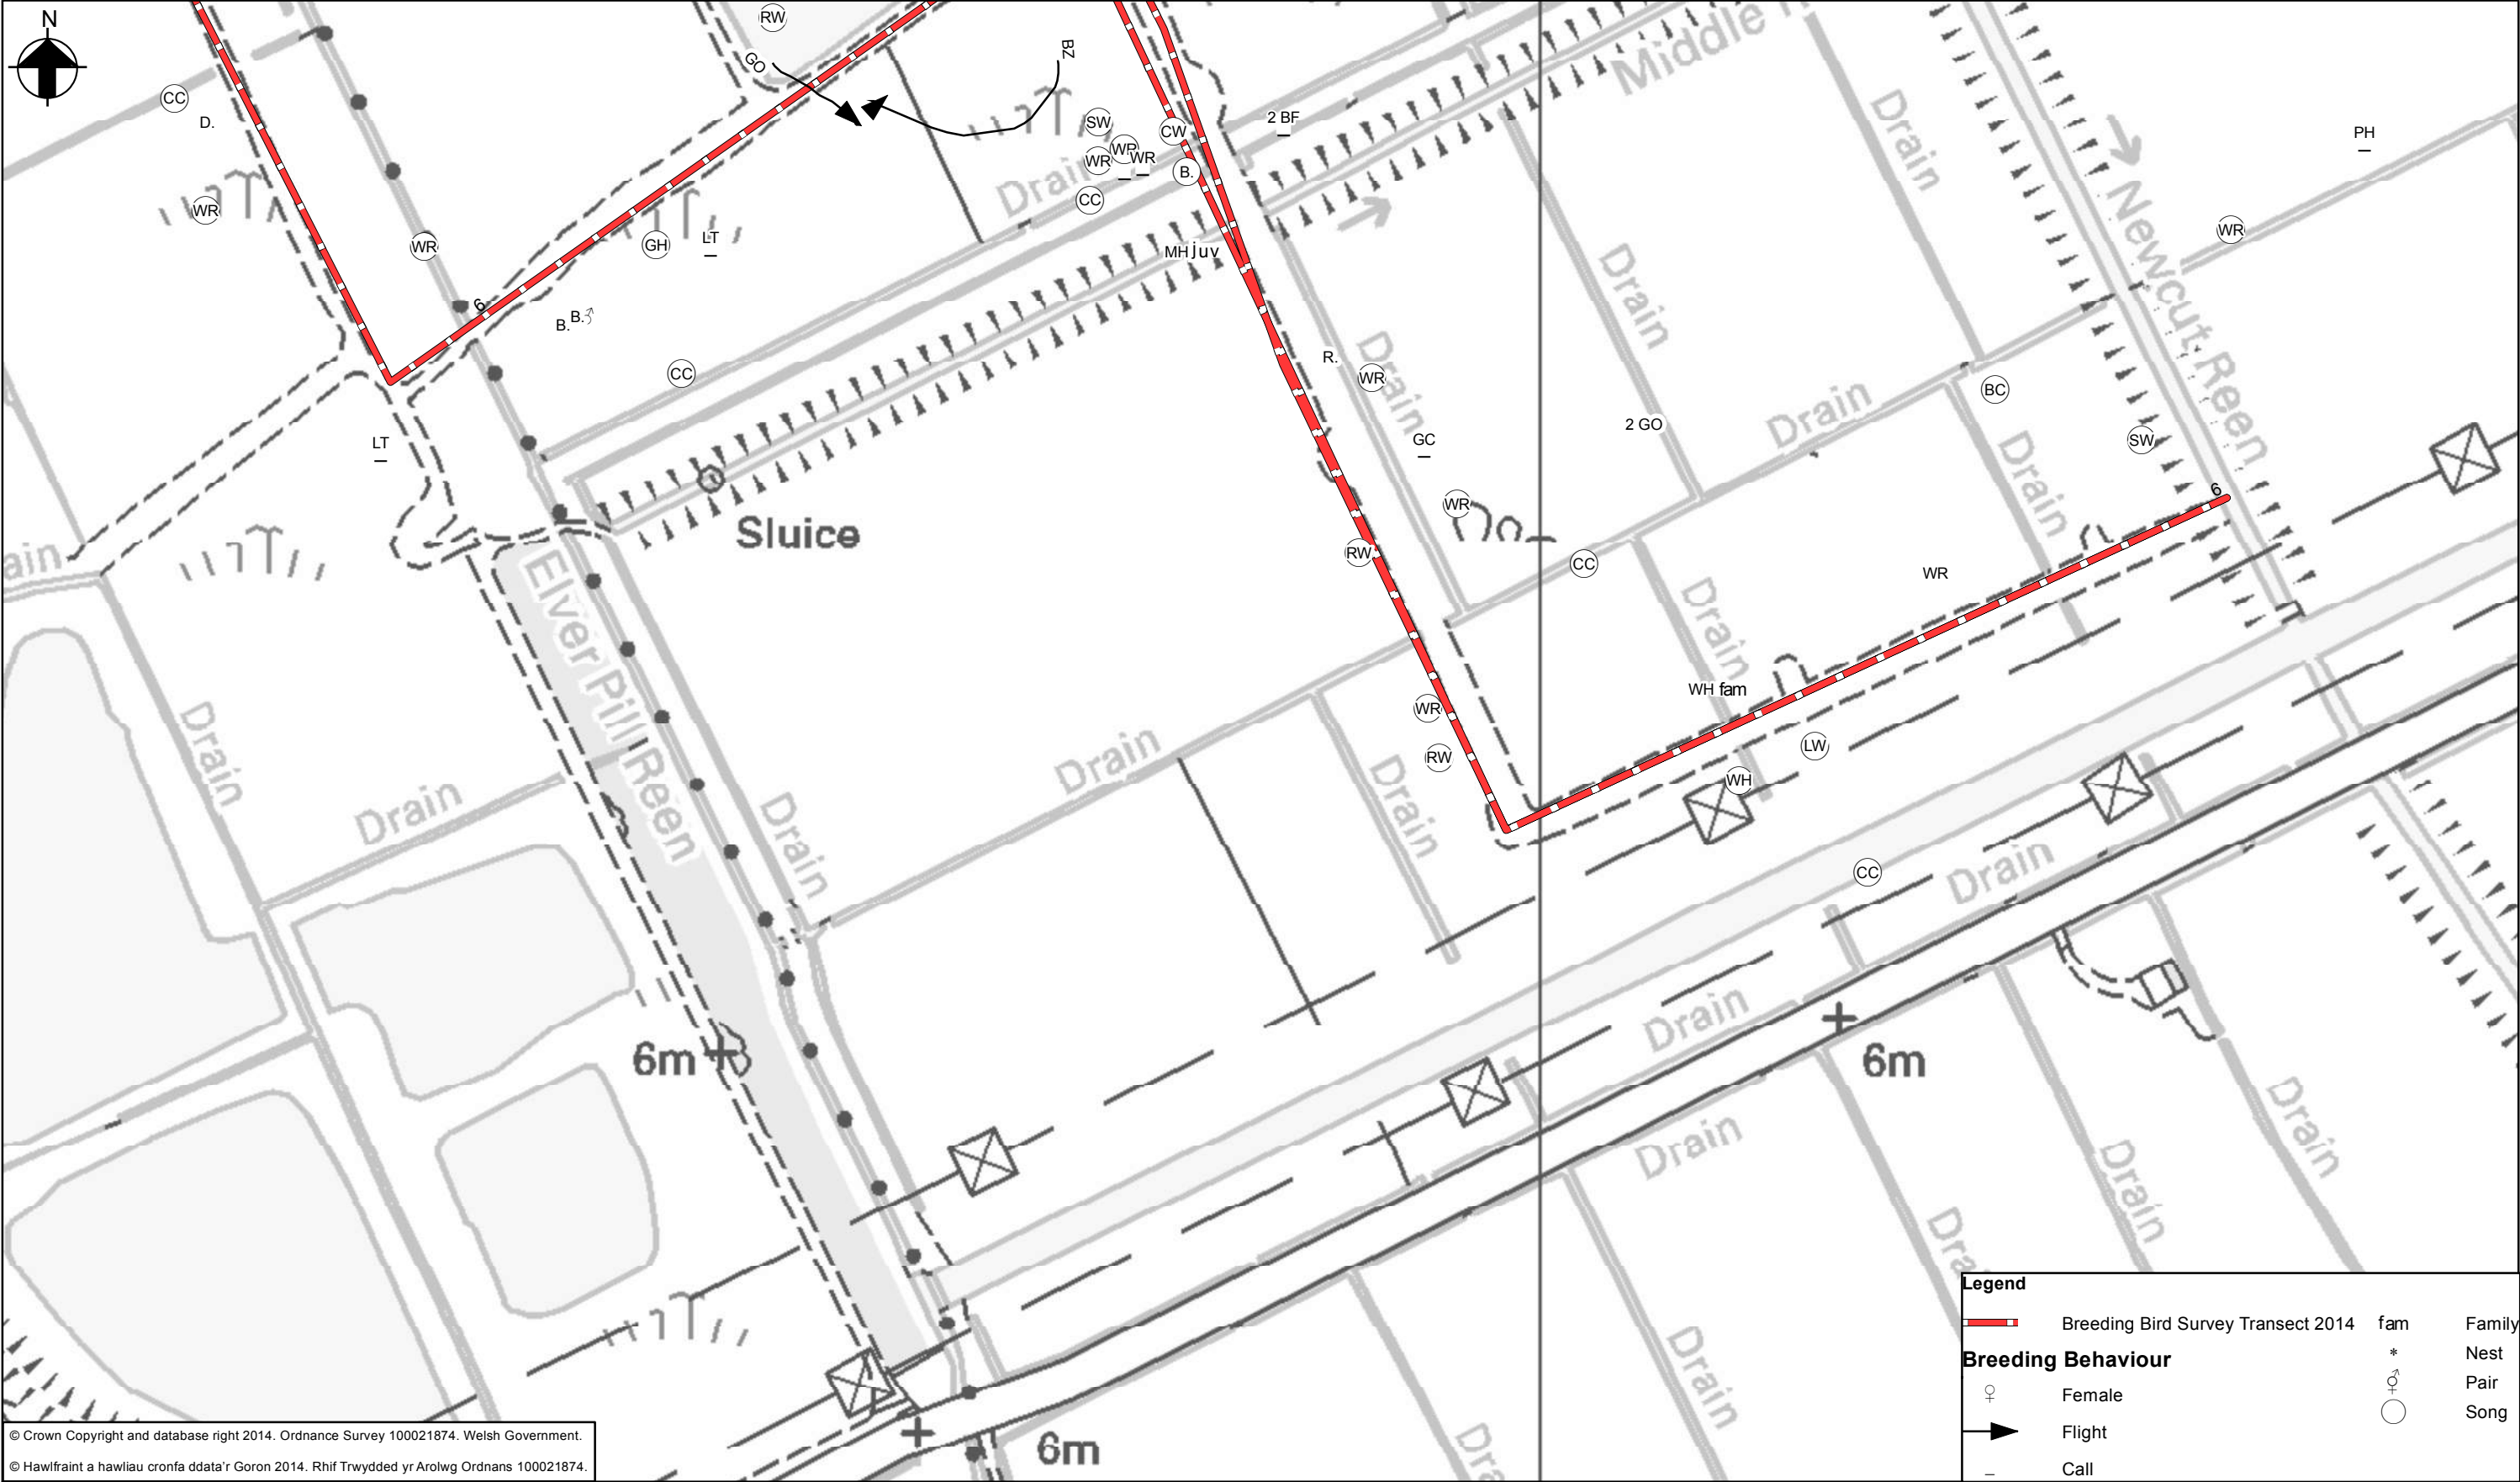 N
RW
GO
BZ
Middle
CC
D.
SW
CW
2 BF
PH
WR
WR
WR
B.
Drain
Drain
CC
WR
WR
GH
LT
MH juv
WR
Newcut Reen
6
B.
B.♂
CC
R.
WR
Drain
Drain
BC
LT
GC
2 GO
Drain
SW
Drain
6
WR
Sluice
RW
CC
WR
ain
Elver Pill Reen
Drain
WH fam
WR
RW
LW
WH
Drain
Drain
Drain
Drain
Drain
CC
Drain
Drain
6m
6m
Drain
Drain
Drain
Drain
Drain
6m
Legend
Breeding Bird Survey Transect 2014
fam
Family
Breeding Behaviour
*
Nest
♀
Female
⚥
Pair
Flight
Song
_
Call
© Crown Copyright and database right 2014. Ordnance Survey 100021874. Welsh Government.
© Hawlfraint a hawliau cronfa ddata'r Goron 2014. Rhif Trwydded yr Arolwg Ordnans 100021874.